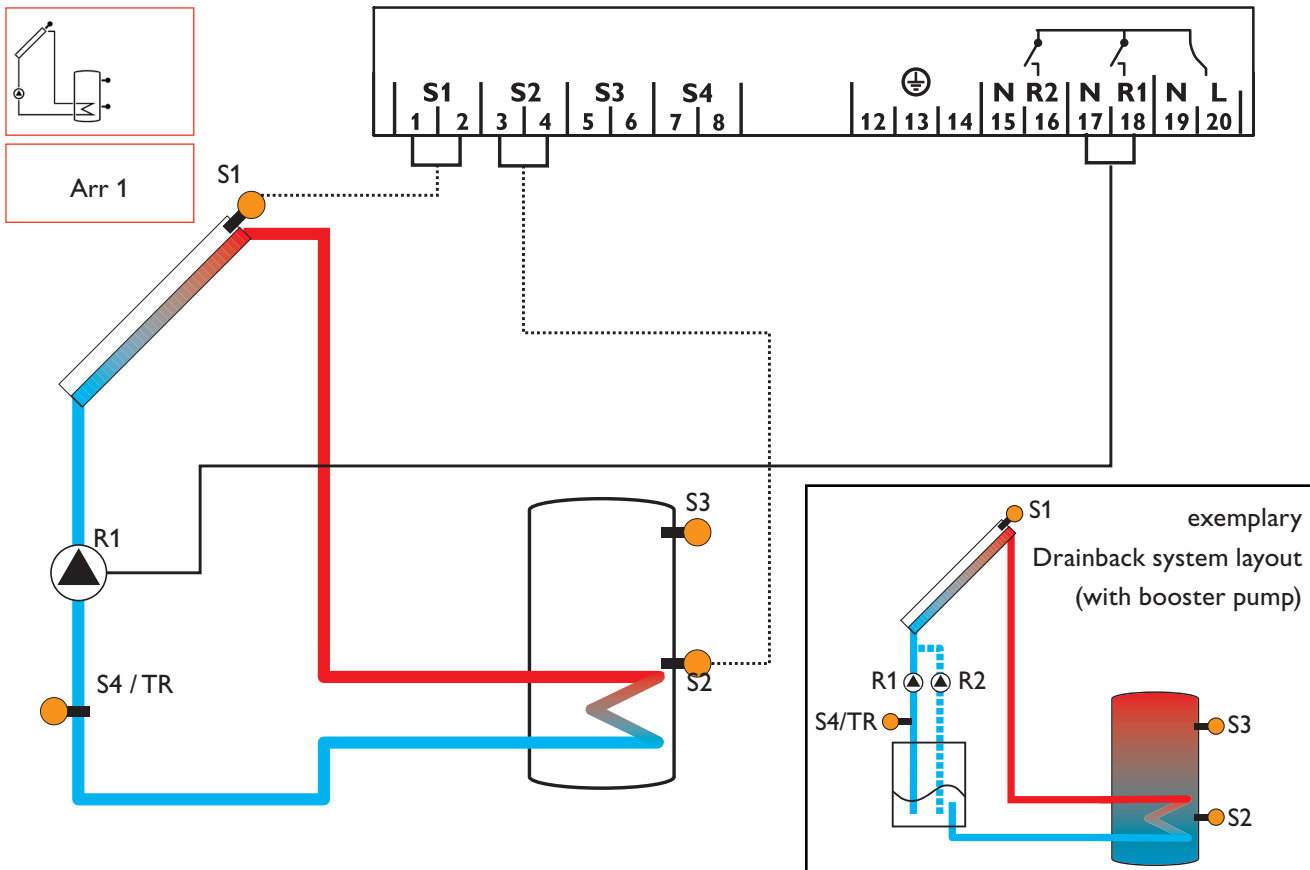 S1 S2 S3 S4 N R2 N R1 N L
1 2 3 4 5 6 7 8 12 13 14 15 16 17 18 19 20
Arr 1
S1
R1
S4 / TR
S3
S2
exemplary
Drainback system layout
(with booster pump)
S1
R1 R2
S4/TR
S3
S2